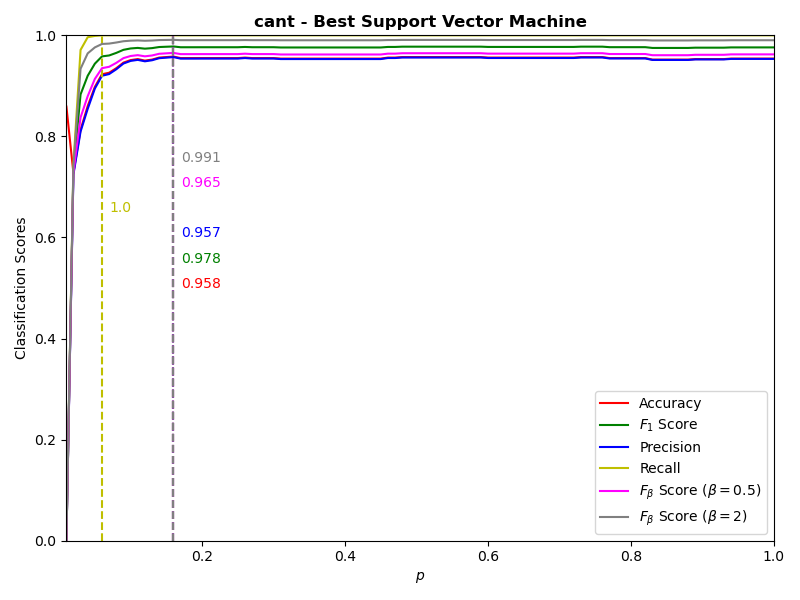 cant - Best Support Vector Machine
Classification Scores
1.0
0.8
0.6
0.4
0.2
0.0
0.991
0.965
1.0
0.957
0.978
0.958
Accuracy
F₁ Score
Precision
Recall
Fᵦ Score (β = 0.5)
Fᵦ Score (β = 2)
0.2 0.4 0.6 0.8 1.0
p